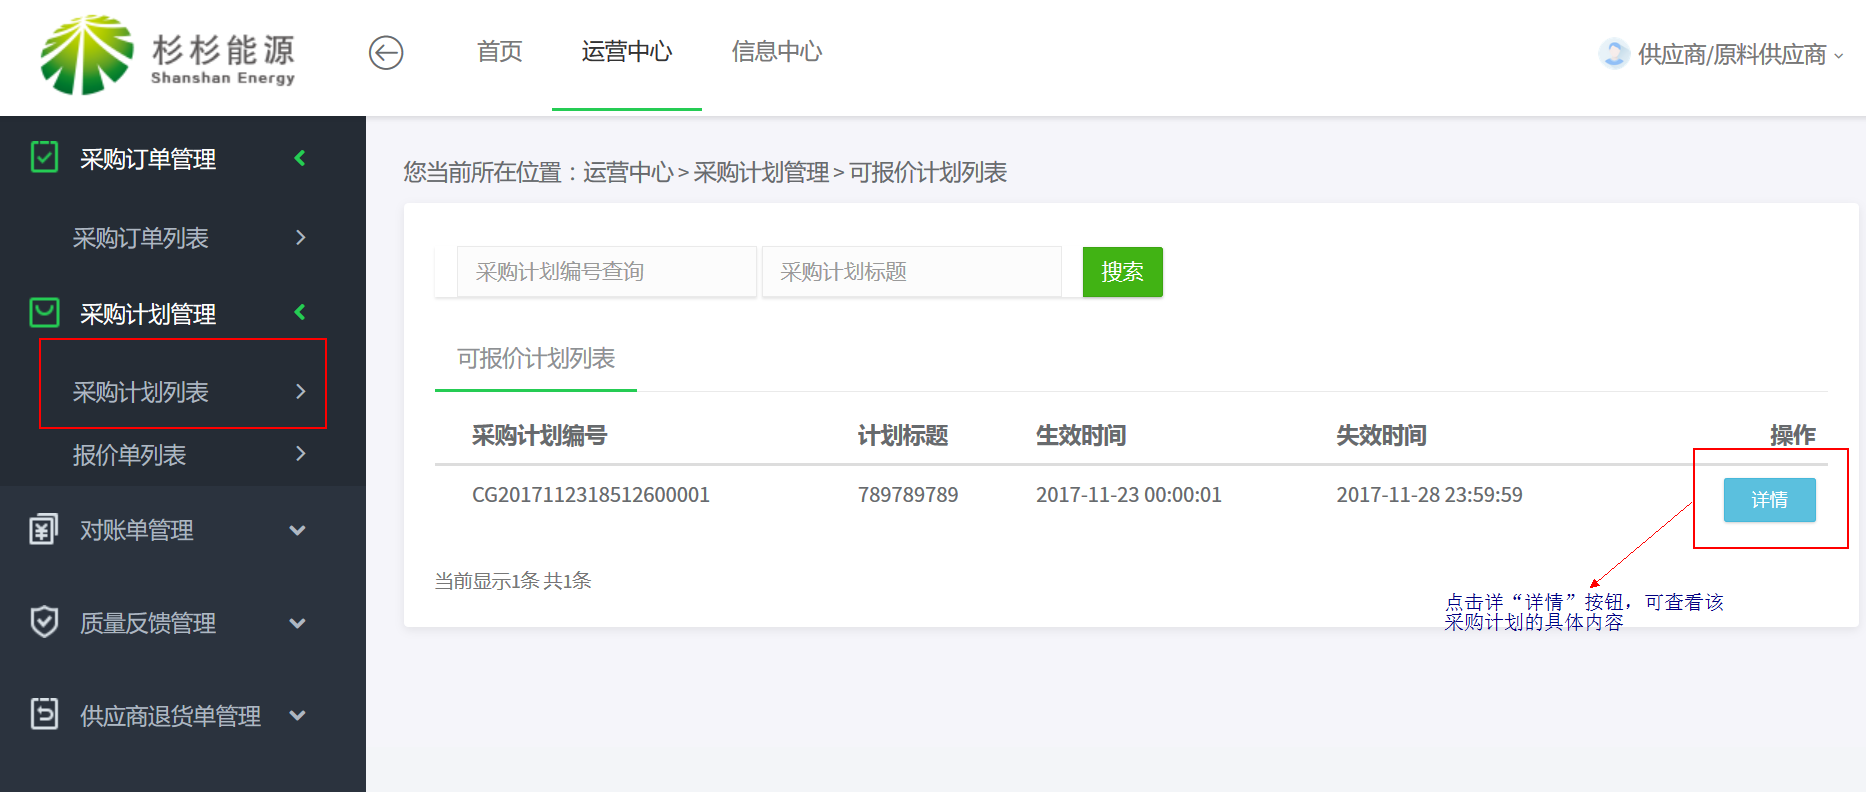 杉杉能源
Shanshan Energy
首页
运营中心
信息中心
供应商/原料供应商
采购订单管理
采购订单列表
采购计划管理
采购计划列表
报价单列表
对账单管理
质量反馈管理
供应商退货单管理
您当前所在位置：运营中心 > 采购计划管理 > 可报价计划列表
采购计划编号查询 采购计划标题 搜索
可报价计划列表
采购计划编号 计划标题 生效时间 失效时间 操作
CG2017112318512600001 789789789 2017-11-23 00:00:01 2017-11-28 23:59:59 详情
当前显示1条 共1条
点击详“详情”按钮，可查看该
采购计划的具体内容